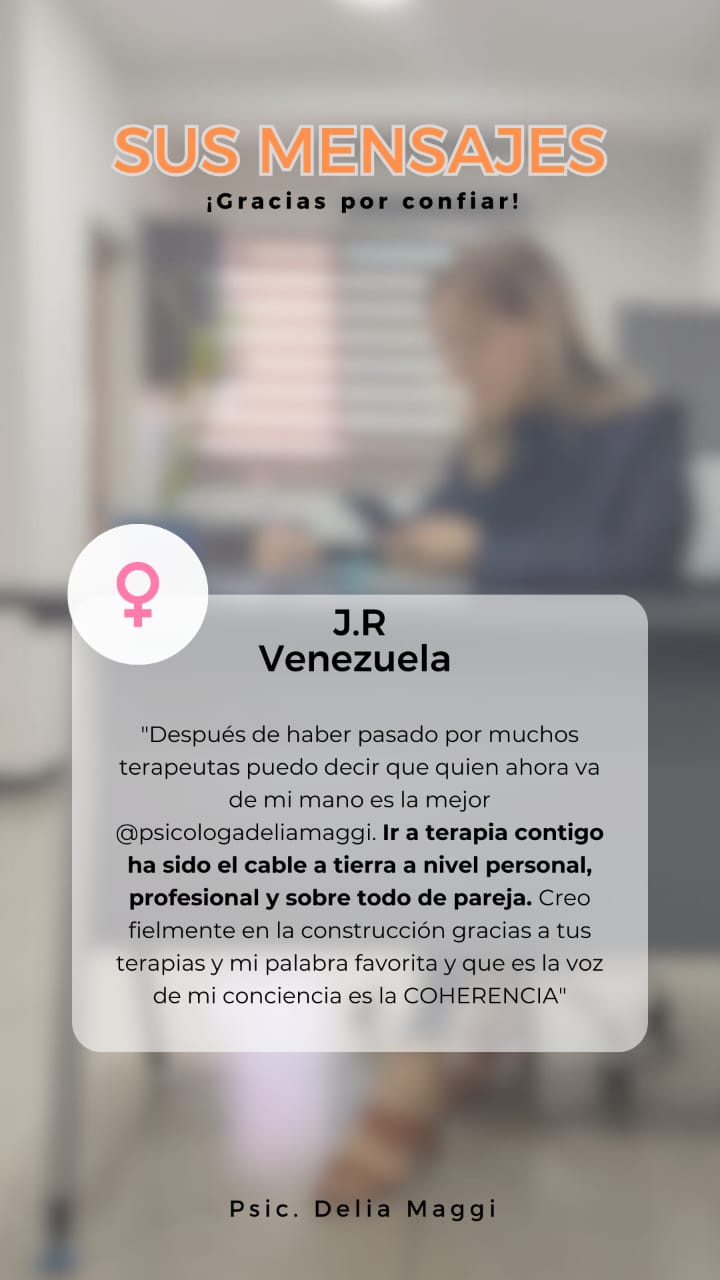 SUS MENSAJES
¡Gracias por confiar!
J.R
Venezuela
"Después de haber pasado por muchos
terapeutas puedo decir que quien ahora va
de mi mano es la mejor
@psicologadeliamaggi. Ir a terapia contigo
ha sido el cable a tierra a nivel personal,
profesional y sobre todo de pareja. Creo
fielmente en la construcción gracias a tus
terapias y mi palabra favorita y que es la voz
de mi conciencia es la COHERENCIA"
Psic. Delia Maggi